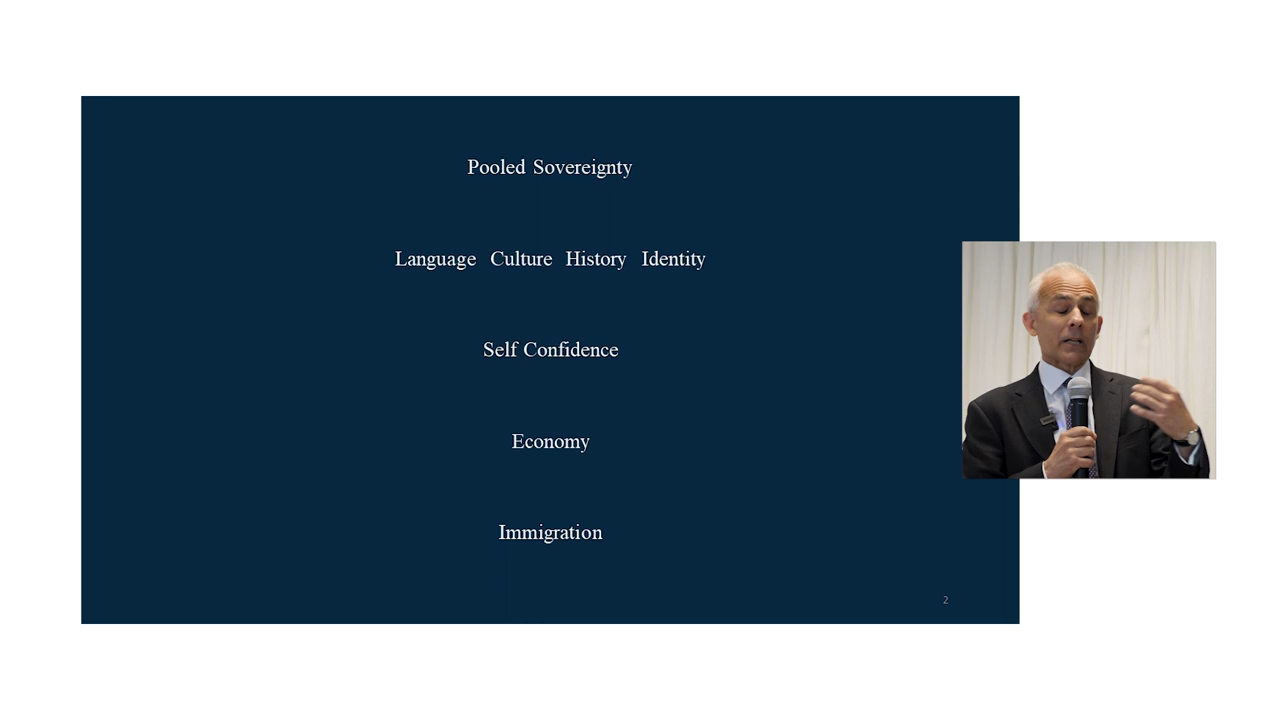 Pooled Sovereignty
Language Culture History Identity
Self Confidence
Economy
Immigration
2